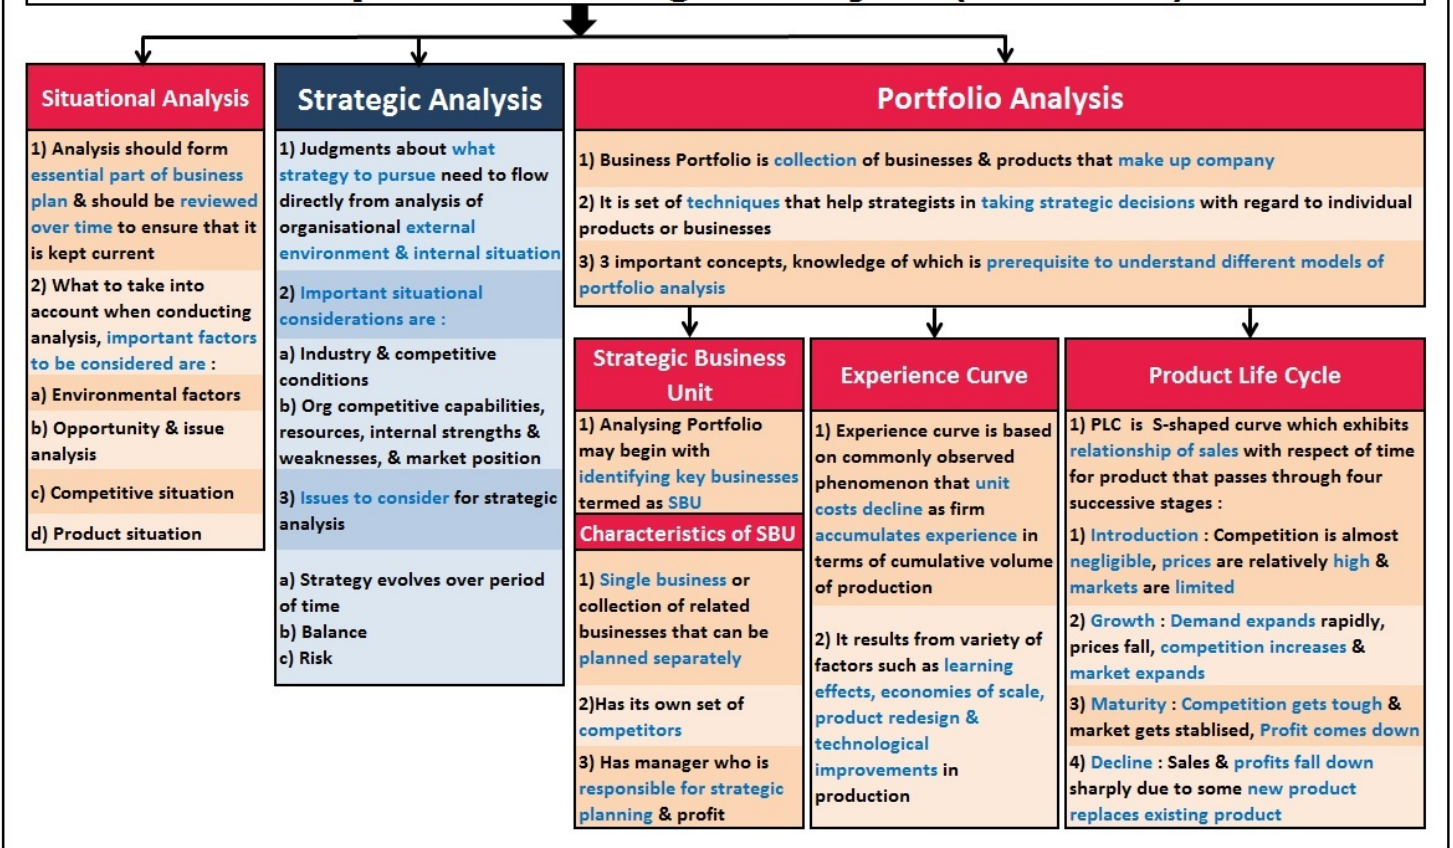 Situational Analysis
1) Analysis should form
essential part of business
plan & should be reviewed
over time to ensure that it
is kept current
2) What to take into
account when conducting
analysis, important factors
to be considered are :
a) Environmental factors
b) Opportunity & issue
analysis
c) Competitive situation
d) Product situation
Strategic Analysis
1) Judgments about what
strategy to pursue need to flow
directly from analysis of
organisational external
environment & internal situation
2) Important situational
considerations are :
a) Industry & competitive
conditions
b) Org competitive capabilities,
resources, internal strengths &
weaknesses, & market position
3) Issues to consider for strategic
analysis
a) Strategy evolves over period
of time
b) Balance
c) Risk
Portfolio Analysis
1) Business Portfolio is collection of businesses & products that make up company
2) It is set of techniques that help strategists in taking strategic decisions with regard to individual
products or businesses
3) 3 important concepts, knowledge of which is prerequisite to understand different models of
portfolio analysis
Strategic Business
Unit
1) Analysing Portfolio
may begin with
identifying key businesses
termed as SBU
Characteristics of SBU
1) Single business or
collection of related
businesses that can be
planned separately
2)Has its own set of
competitors
3) Has manager who is
responsible for strategic
planning & profit
Experience Curve
1) Experience curve is based
on commonly observed
phenomenon that unit
costs decline as firm
accumulates experience in
terms of cumulative volume
of production
2) It results from variety of
factors such as learning
effects, economies of scale,
product redesign &
technological
improvements in
production
Product Life Cycle
1) PLC is S-shaped curve which exhibits
relationship of sales with respect of time
for product that passes through four
successive stages :
1) Introduction : Competition is almost
negligible, prices are relatively high &
markets are limited
2) Growth : Demand expands rapidly,
prices fall, competition increases &
market expands
3) Maturity : Competition gets tough &
market gets stablised, Profit comes down
4) Decline : Sales & profits fall down
sharply due to some new product
replaces existing product